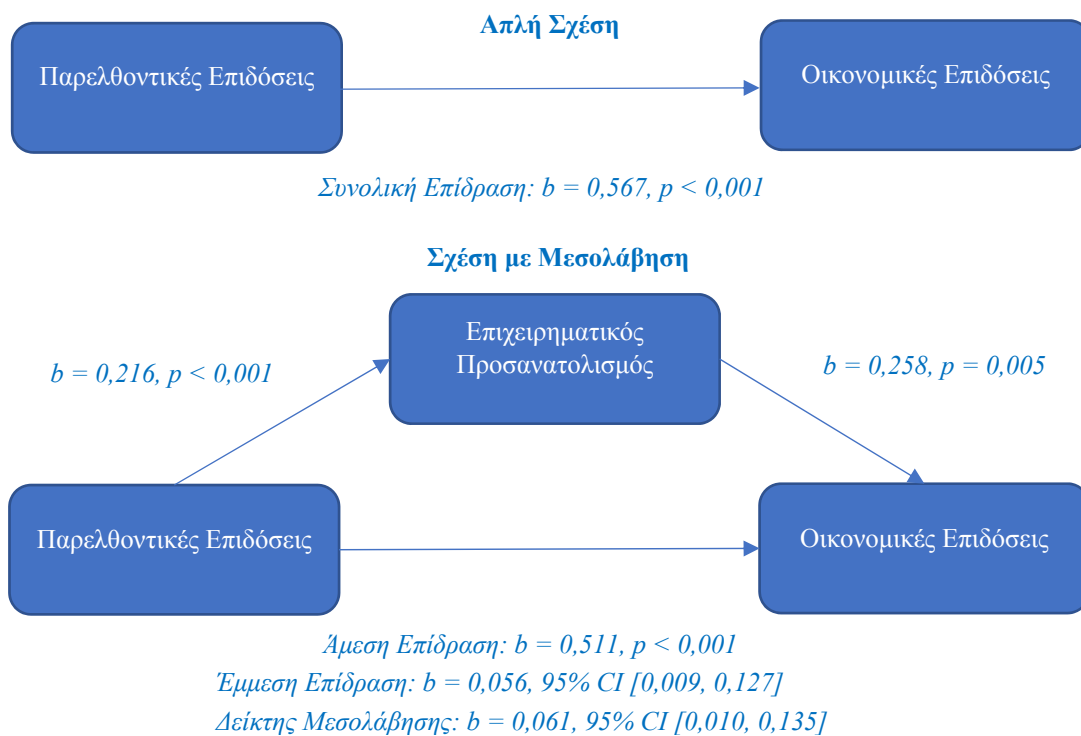 Απλή Σχέση
Παρελθοντικές Επιδόσεις
Οικονομικές Επιδόσεις
Συνολική Επίδραση: b = 0,567, p < 0,001
Σχέση με Μεσολάβηση
Επιχειρηματικός
Προσανατολισμός
b = 0,216, p < 0,001
b = 0,258, p = 0,005
Παρελθοντικές Επιδόσεις
Οικονομικές Επιδόσεις
Άμεση Επίδραση: b = 0,511, p < 0,001
Έμμεση Επίδραση: b = 0,056, 95% CI [0,009, 0,127]
Δείκτης Μεσολάβησης: b = 0,061, 95% CI [0,010, 0,135]